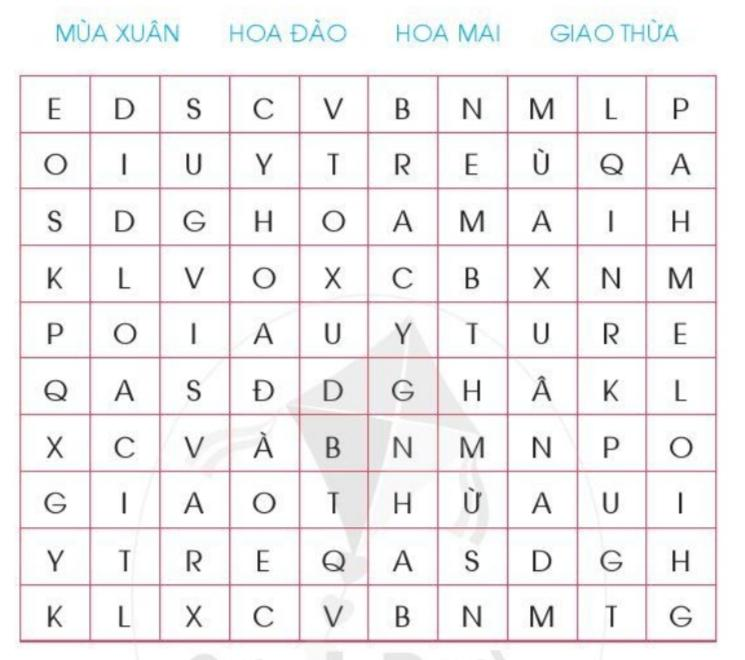 MÙA XUÂN HOA ĐÀO HOA MAI GIAO THỪA
E D S C V B N M L P
O I U Y T R E Ù Q A
S D G H O A M A I H
K L V O X C B X N M
P O I A U Y T U R E
Q A S Đ D G H Â K L
X C V À B N M N P O
G I A O T H Ừ A U I
Y T R E Q A S D G H
K L X C V B N M T G